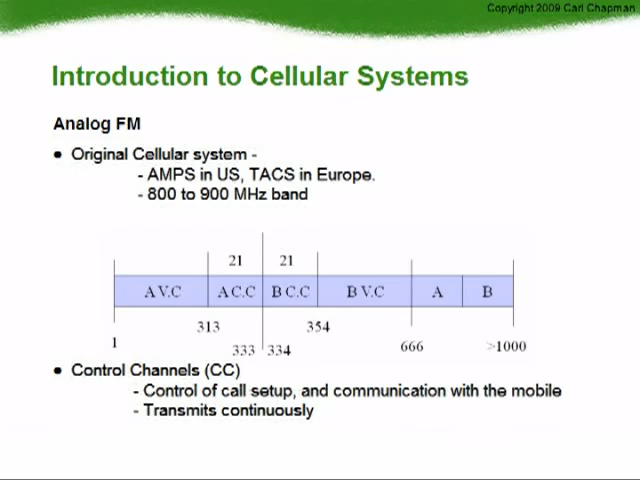 Copyright 2009 Carl Chapman
Introduction to Cellular Systems
Analog FM
• Original Cellular system -
- AMPS in US, TACS in Europe.
- 800 to 900 MHz band
21 21
A V.C A C.C B C.C B V.C A B
313 354
1 333 334 666 >1000
• Control Channels (CC)
- Control of call setup, and communication with the mobile
- Transmits continuously